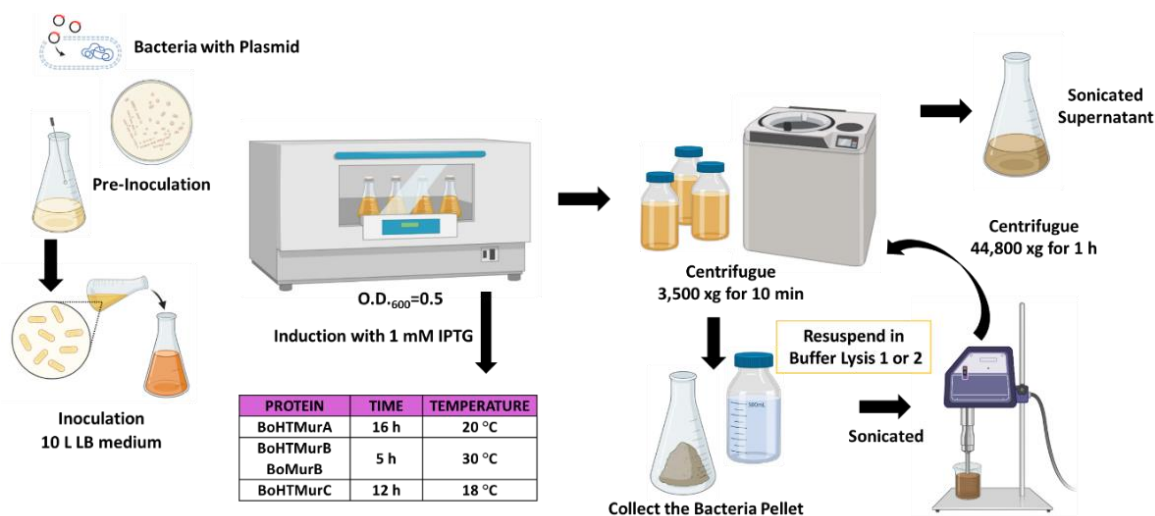 Bacteria with Plasmid
Pre-Inoculation
Inoculation
10 L LB medium
O.D.600=0.5
Induction with 1 mM IPTG
PROTEIN TIME TEMPERATURE
BoHTMurA 16 h 20 °C
BoHTMurB
BoMurB 5 h 30 °C
BoHTMurC 12 h 18 °C
Centrifugue
3,500 xg for 10 min
Collect the Bacteria Pellet
Resuspend in
Buffer Lysis 1 or 2
Sonicated
Centrifugue
44,800 xg for 1 h
Sonicated
Supernatant